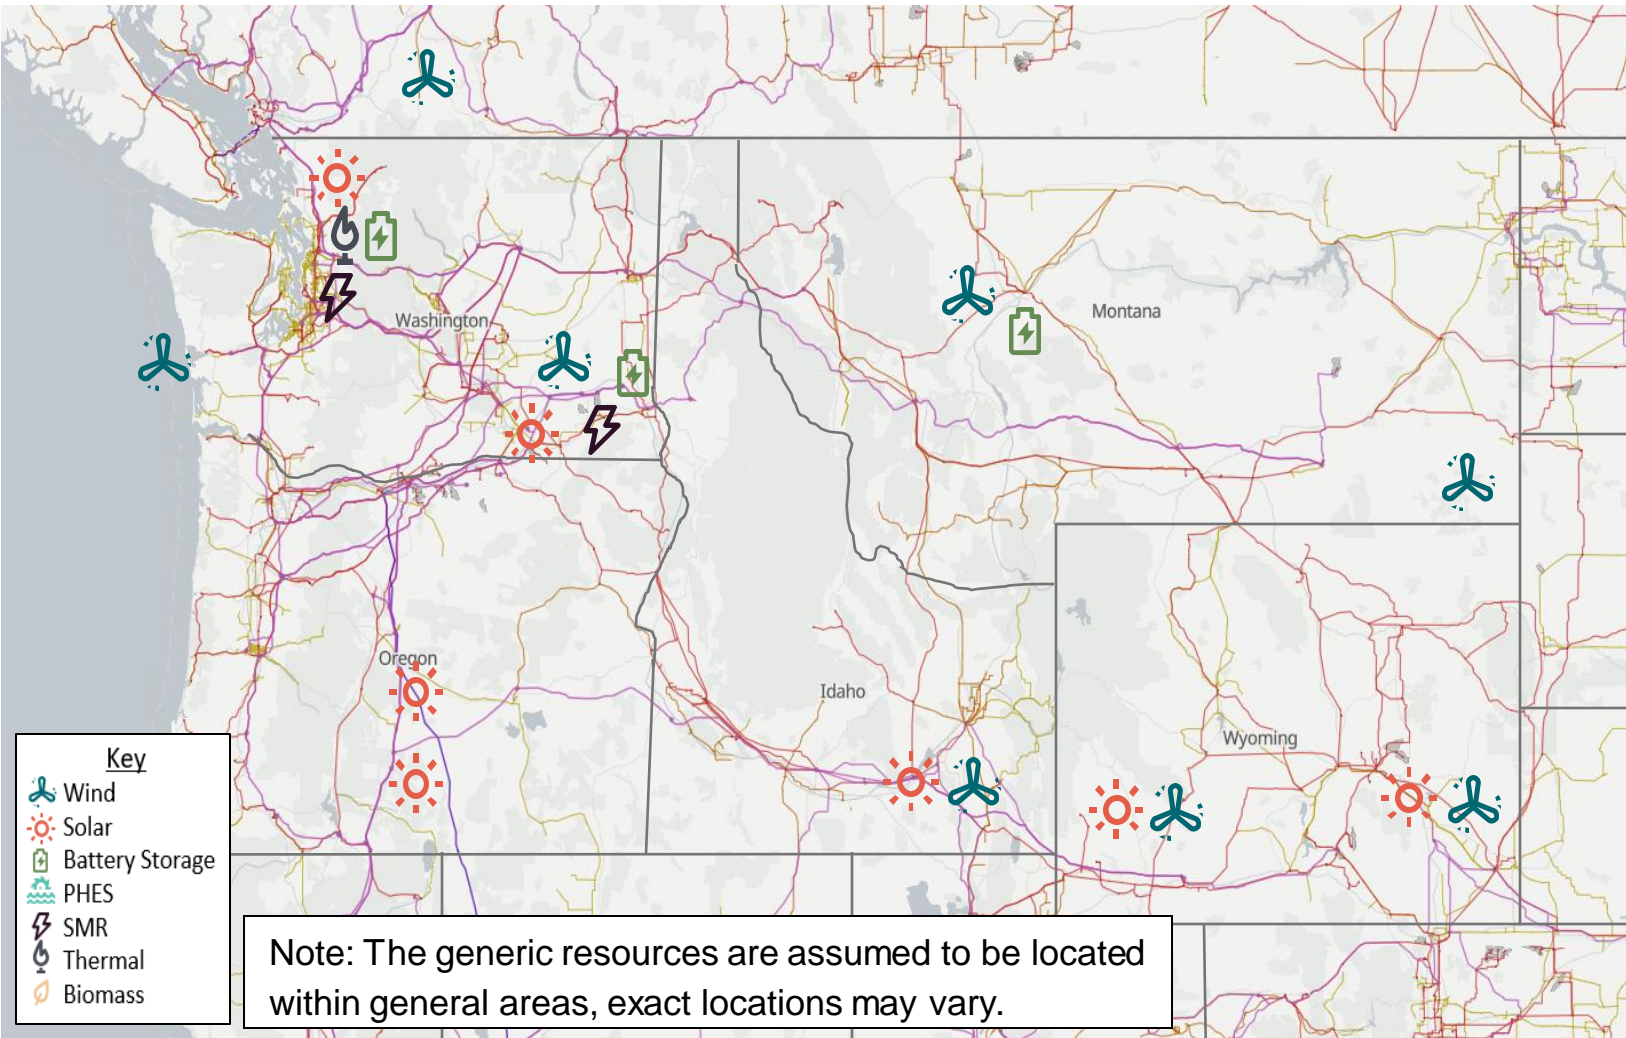 Washington
Montana
Oregon
Idaho
Wyoming
Key
Wind
Solar
Battery Storage
PHES
SMR
Thermal
Biomass
Note: The generic resources are assumed to be located
within general areas, exact locations may vary.